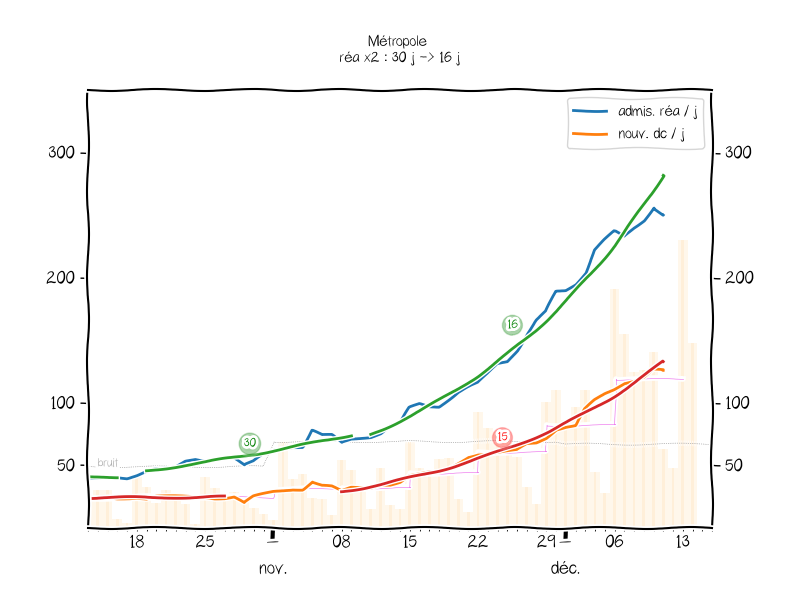 Métropole
réa x2 : 30 j -> 16 j
admis. réa / j
nouv. dc / j
300
300
200
200
16
100
100
15
30
bruit
50
50
18
25
08
15
22
29
06
13
nov.
déc.